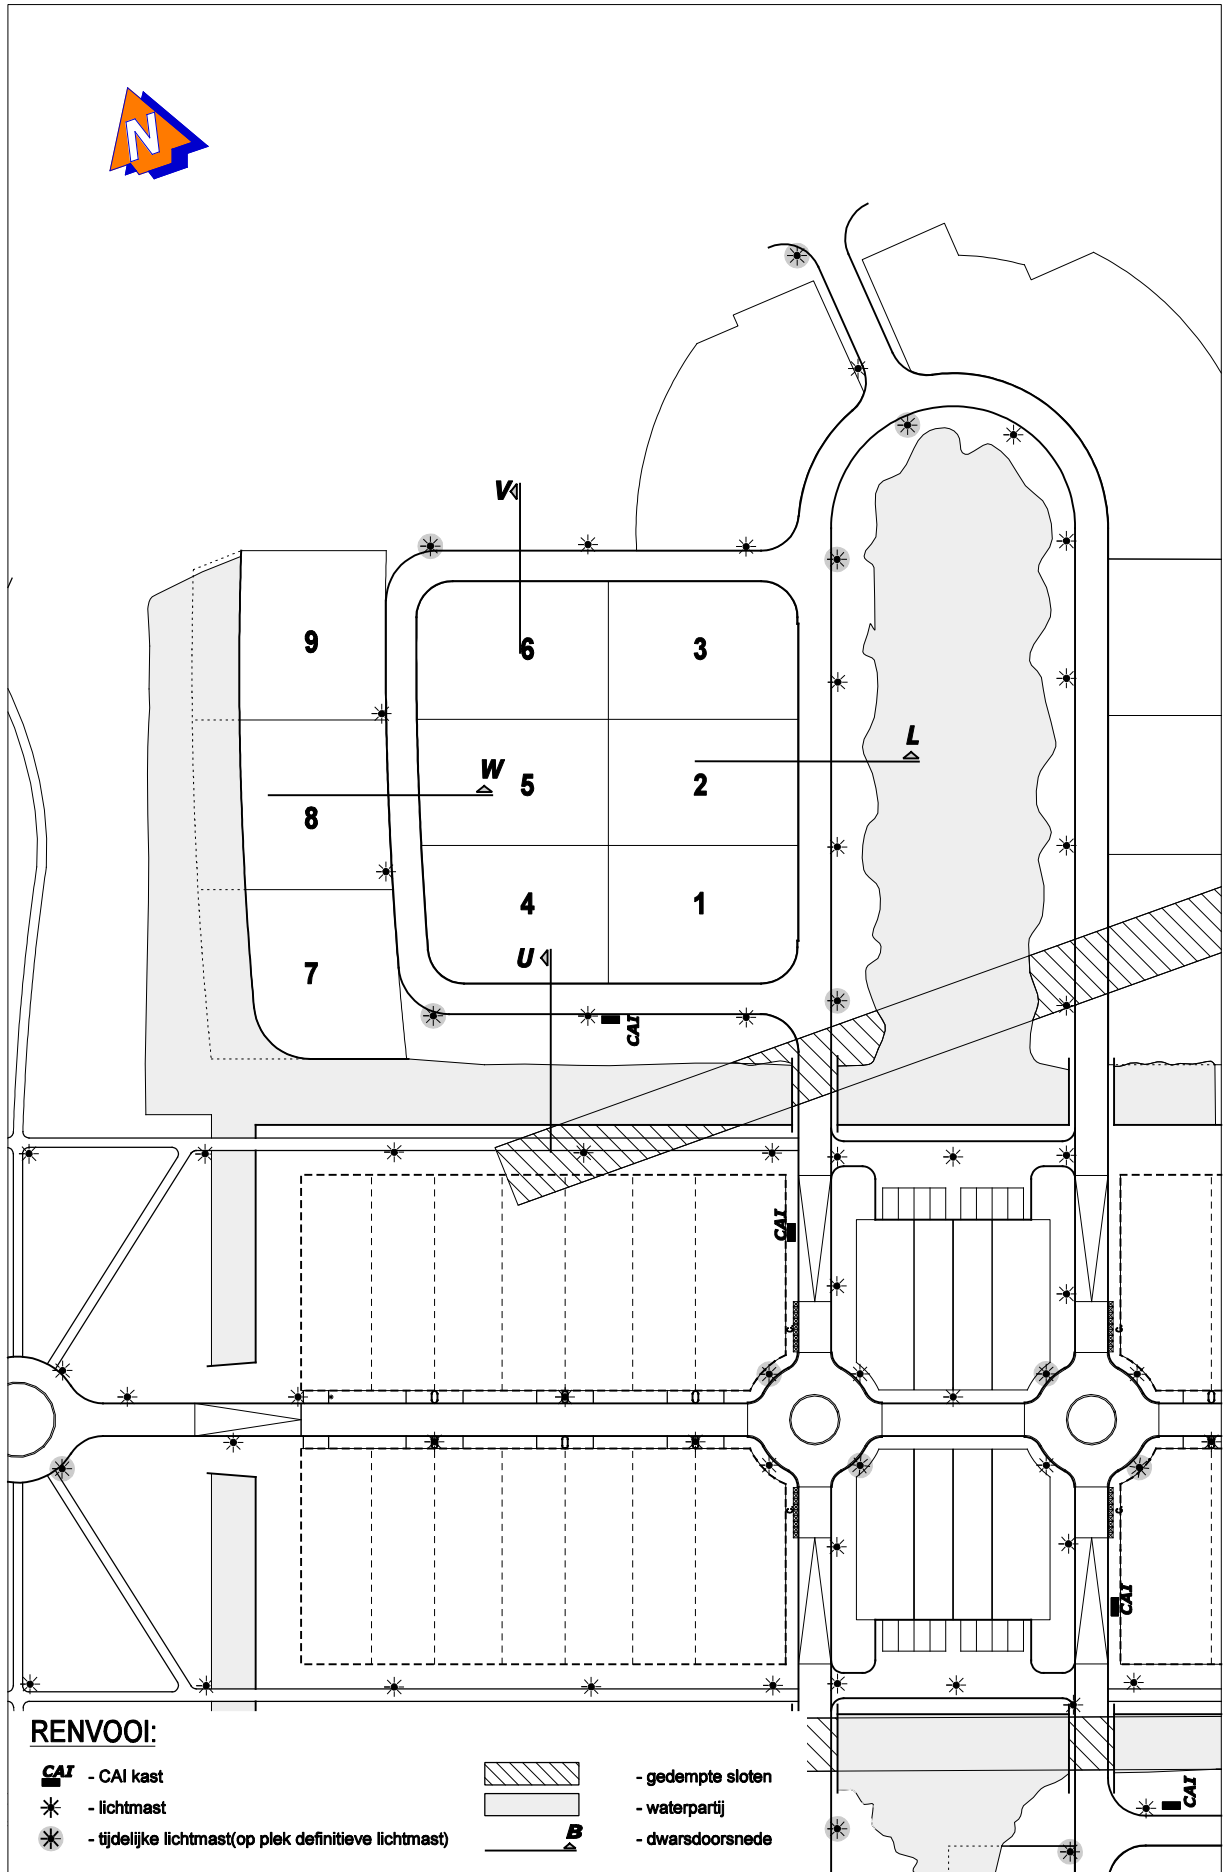 N
V
9
6
3
L
W
5
2
8
4
1
U
7
CAI
CAI
G
G
G
G
CAI
RENVOOI:
CAI - CAI kast
- gedempte sloten
- lichtmast
- waterpartij
- tijdelijke lichtmast(op plek definitieve lichtmast)
B - dwarsdoorsnede
CAI